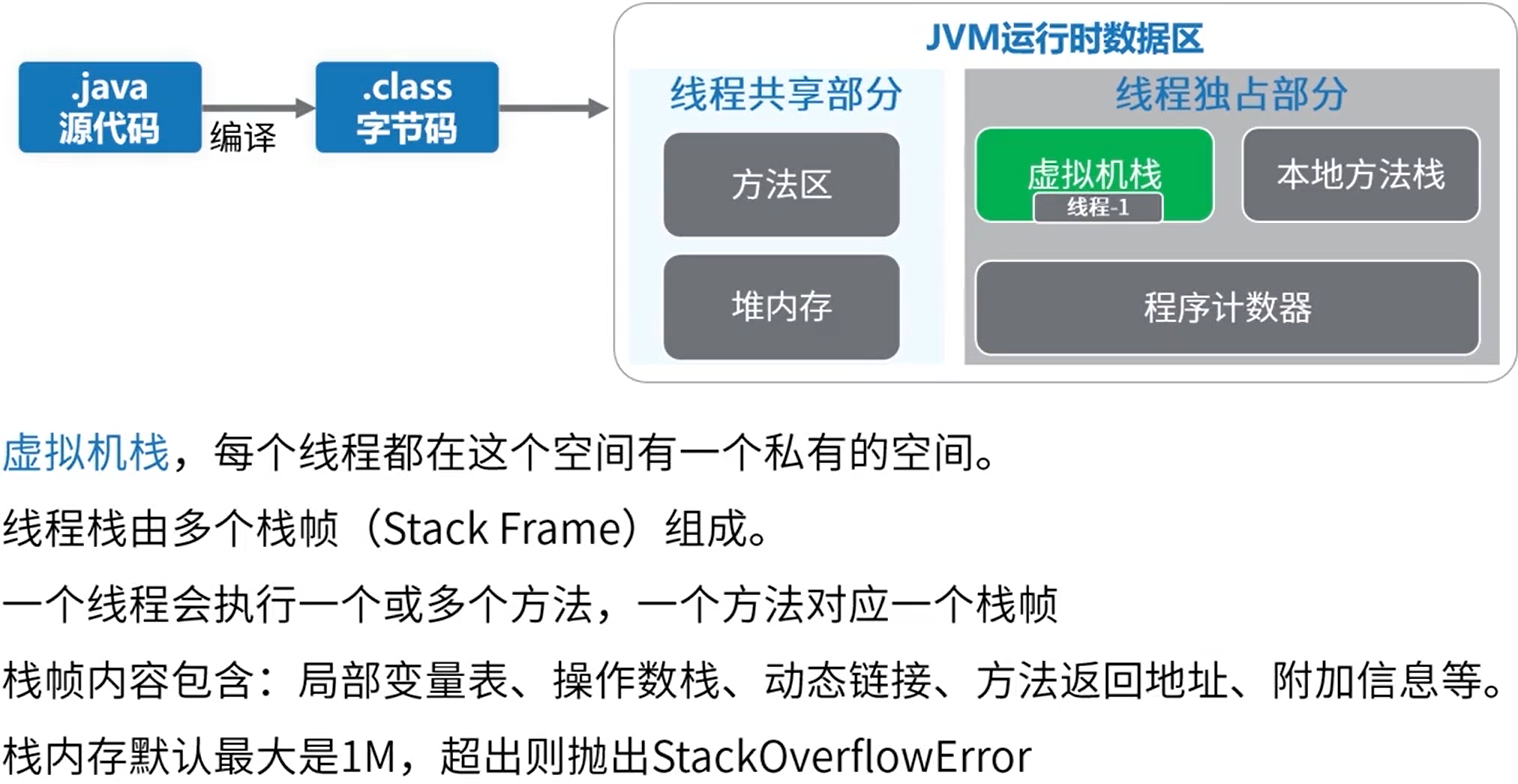 JVM运行时数据区
.java
源代码
编译
.class
字节码
线程共享部分
方法区
堆内存
线程独占部分
虚拟机栈
线程-1
本地方法栈
程序计数器
虚拟机栈，每个线程都在这个空间有一个私有的空间。
线程栈由多个栈帧（Stack Frame）组成。
一个线程会执行一个或多个方法，一个方法对应一个栈帧
栈帧内容包含：局部变量表、操作数栈、动态链接、方法返回地址、附加信息等。
栈内存默认最大是1M，超出则抛出StackOverflowError